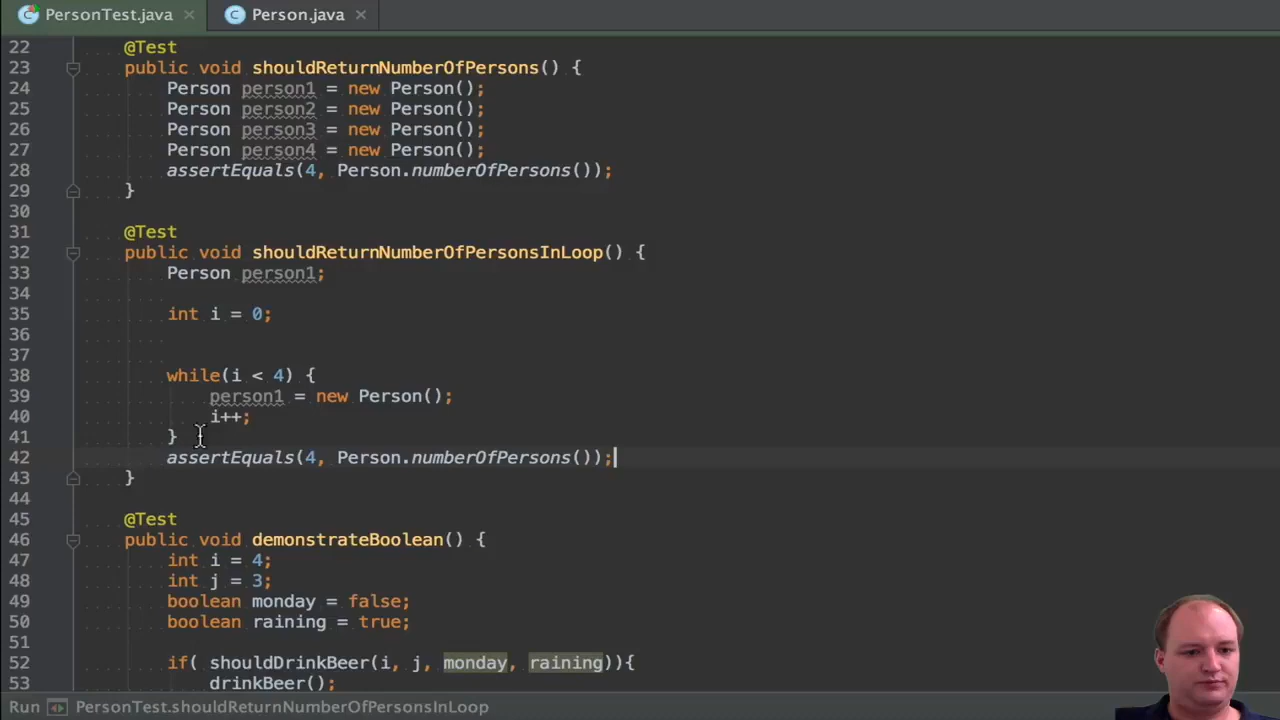 PersonTest.java × Person.java ×
22 @Test
23 public void shouldReturnNumberOfPersons() {
24 Person person1 = new Person();
25 Person person2 = new Person();
26 Person person3 = new Person();
27 Person person4 = new Person();
28 assertEquals(4, Person.numberOfPersons());
29 }
30
31 @Test
32 public void shouldReturnNumberOfPersonsInLoop() {
33 Person person1;
34
35 int i = 0;
36
37
38 while(i < 4) {
39 person1 = new Person();
40 i++;
41 }
42 assertEquals(4, Person.numberOfPersons());
43 }
44
45 @Test
46 public void demonstrateBoolean() {
47 int i = 4;
48 int j = 3;
49 boolean monday = false;
50 boolean raining = true;
51
52 if( shouldDrinkBeer(i, j, monday, raining)){
53 drinkBeer();
Run PersonTest.shouldReturnNumberOfPersonsInLoop